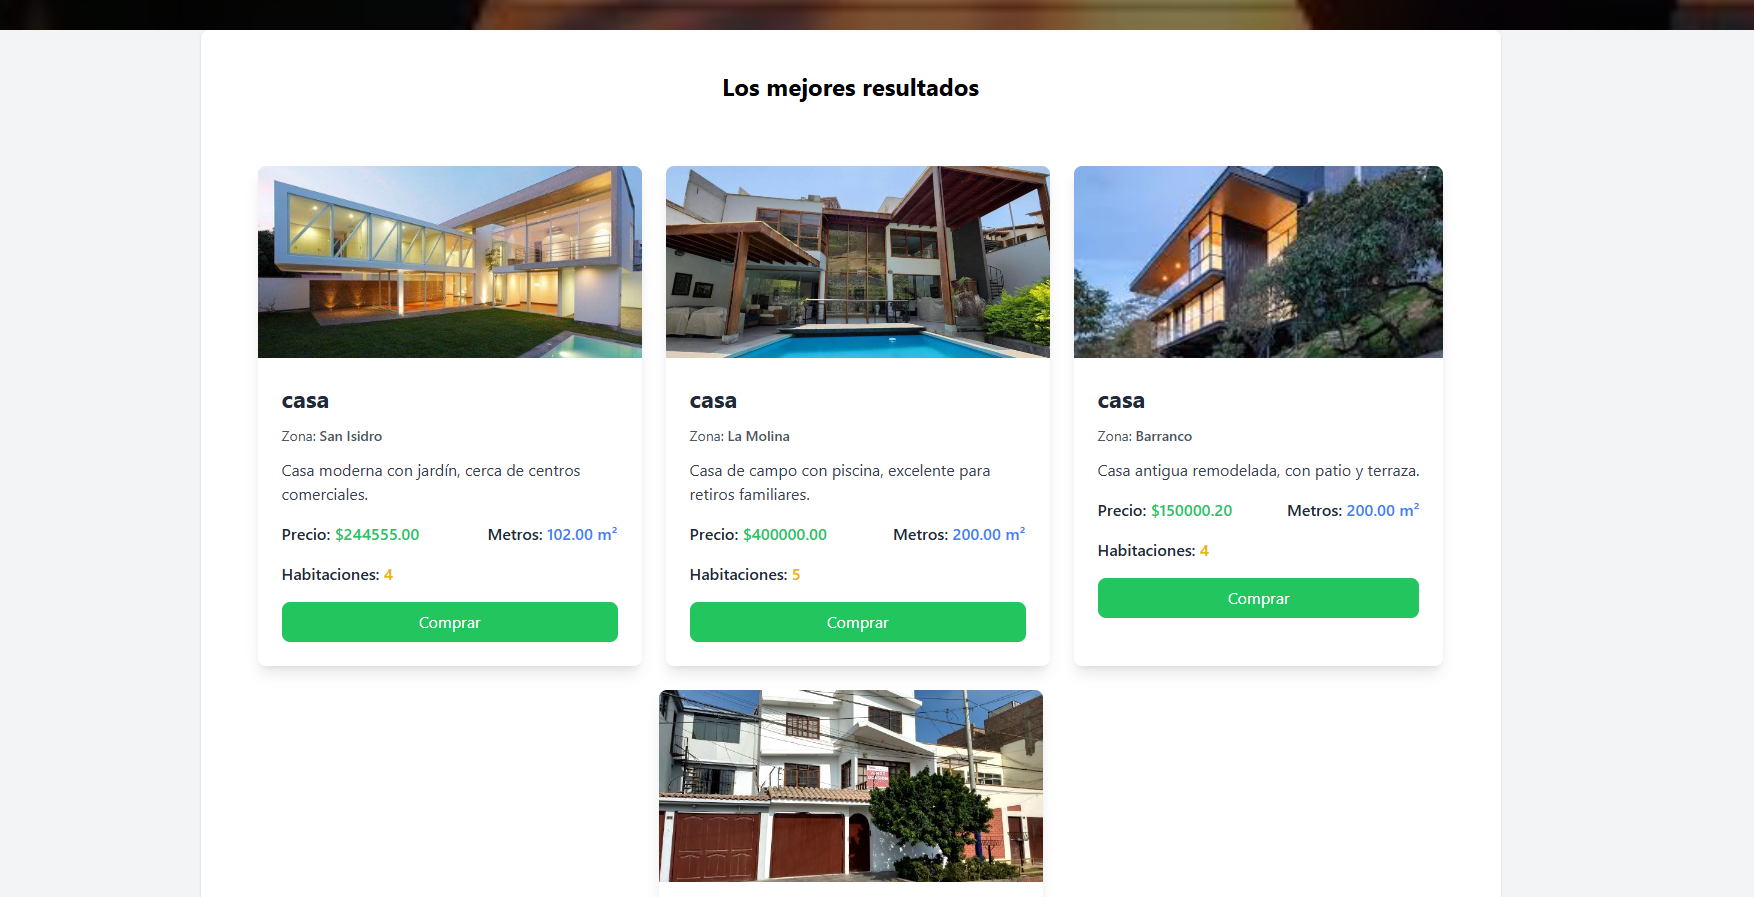 Los mejores resultados
casa
Zona: San Isidro
Casa moderna con jardín, cerca de centros
comerciales.
Precio: $244555.00 Metros: 102.00 m²
Habitaciones: 4
Comprar
casa
Zona: La Molina
Casa de campo con piscina, excelente para
retiros familiares.
Precio: $400000.00 Metros: 200.00 m²
Habitaciones: 5
Comprar
casa
Zona: Barranco
Casa antigua remodelada, con patio y terraza.
Precio: $150000.20 Metros: 200.00 m²
Habitaciones: 4
Comprar